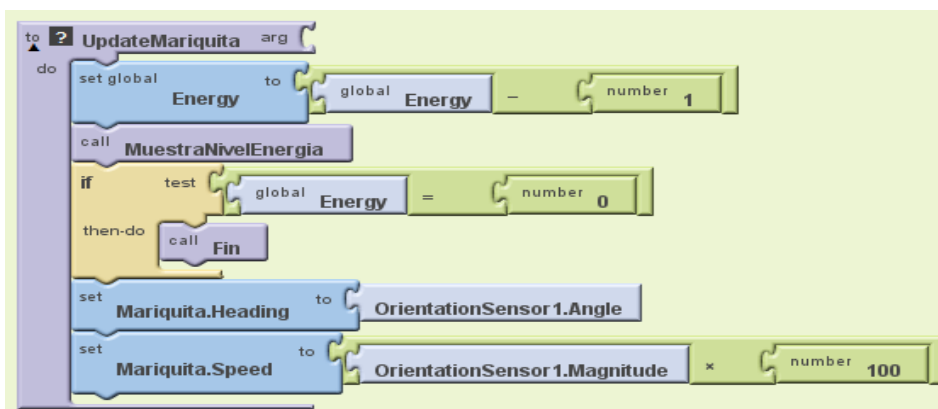 to ? UpdateMariquita arg
do
set global Energy to global Energy − number 1
call MuestraNivelEnergia
if test global Energy = number 0
then-do call Fin
set Mariquita.Heading to OrientationSensor1.Angle
set Mariquita.Speed to OrientationSensor1.Magnitude × number 100